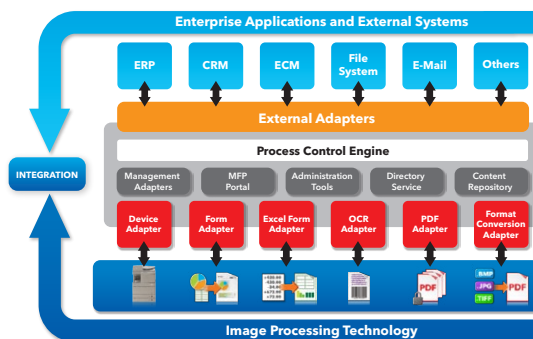 Enterprise Applications and External Systems
ERP
CRM
ECM
File
System
E-Mail
Others
External Adapters
Process Control Engine
INTEGRATION
Management
Adapters
MFP
Portal
Administration
Tools
Directory
Service
Content
Repository
Device
Adapter
Form
Adapter
Excel Form
Adapter
OCR
Adapter
PDF
Adapter
Format
Conversion
Adapter
PDF
.BMP
.JPG
.TIFF
PDF
Image Processing Technology